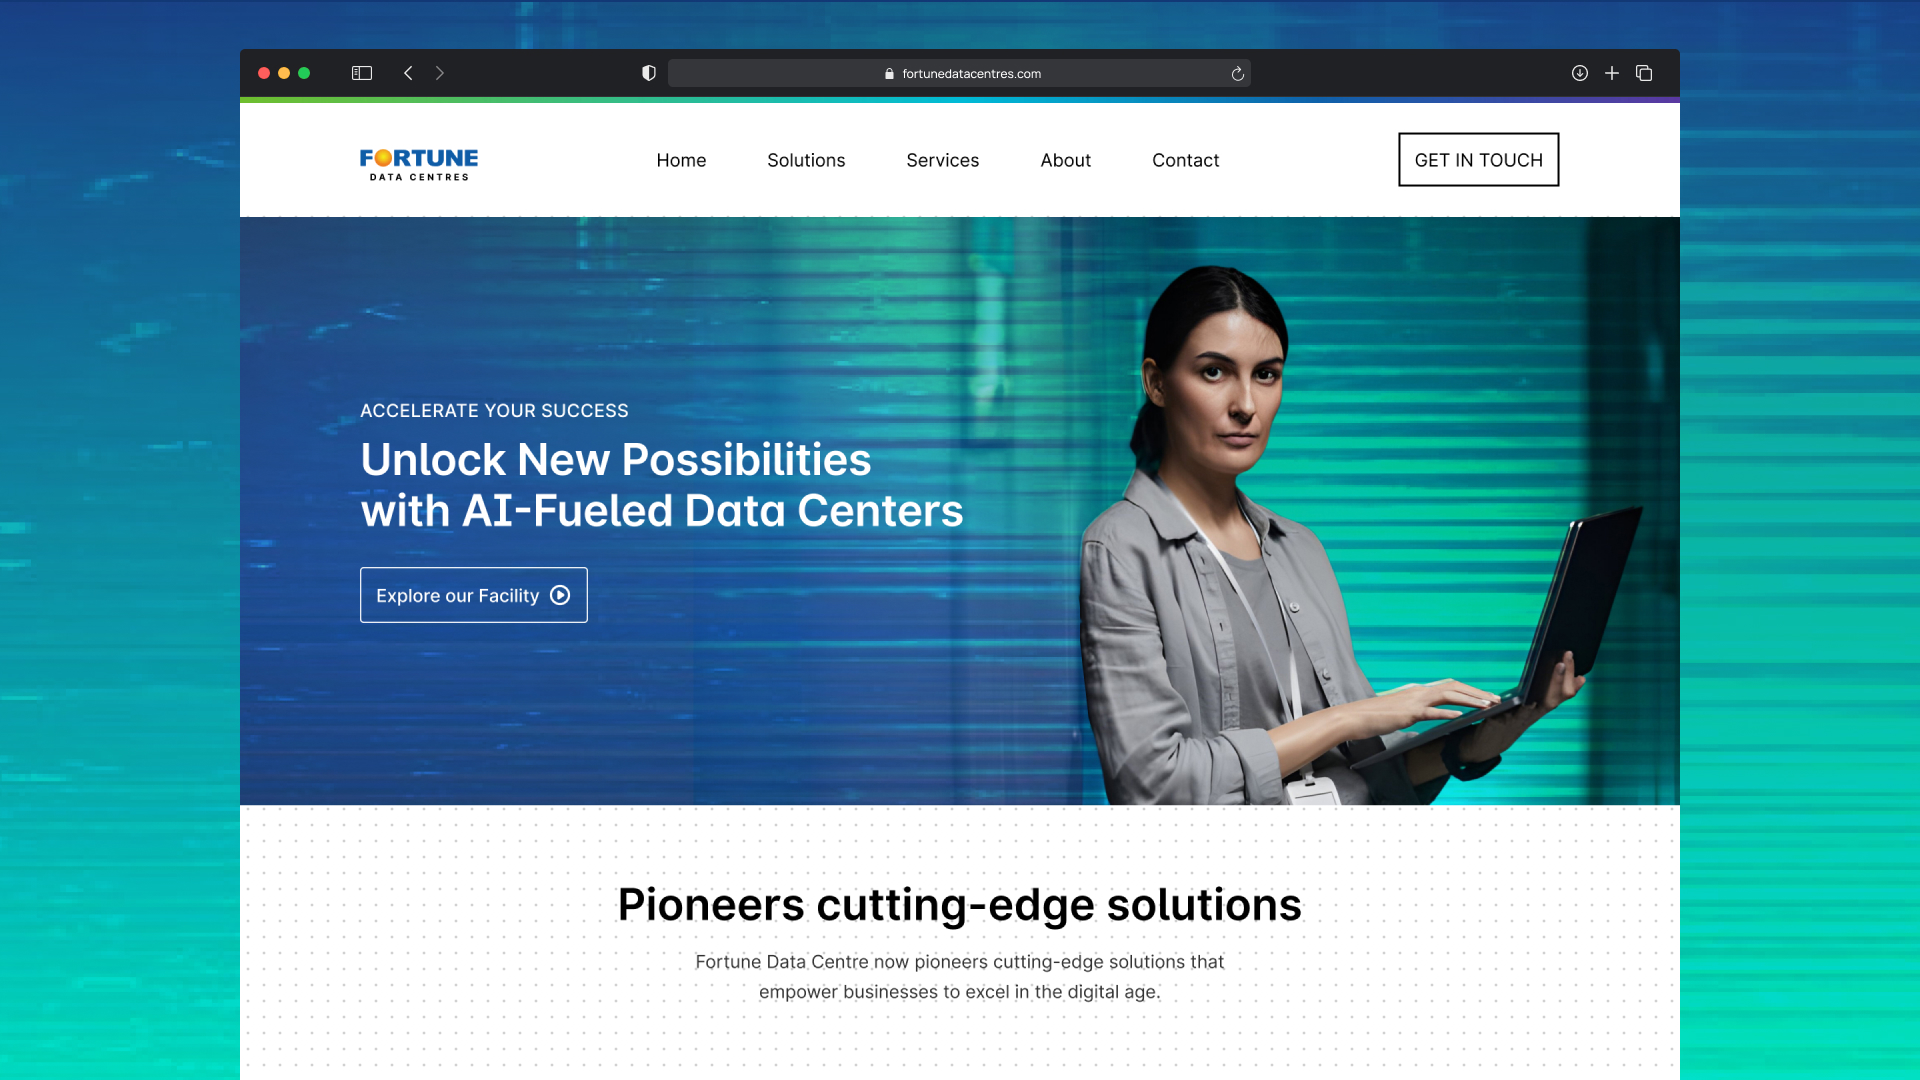 fortunedatacentres.com
FORTUNE
DATA CENTRES
Home
Solutions
Services
About
Contact
GET IN TOUCH
ACCELERATE YOUR SUCCESS
Unlock New Possibilities
with AI-Fueled Data Centers
Explore our Facility
Pioneers cutting-edge solutions
Fortune Data Centre now pioneers cutting-edge solutions that
empower businesses to excel in the digital age.